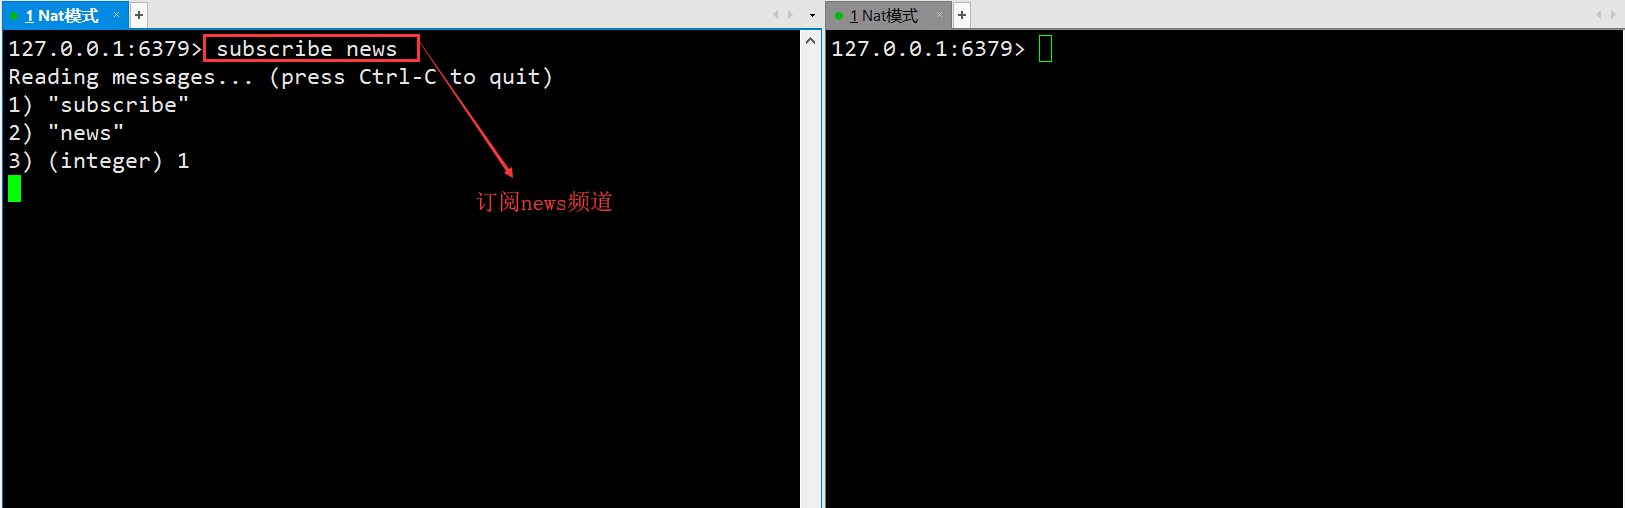 1 Nat模式 × +
127.0.0.1:6379> subscribe news
Reading messages... (press Ctrl-C to quit)
1) "subscribe"
2) "news"
3) (integer) 1
订阅news频道
1 Nat模式 × +
127.0.0.1:6379>